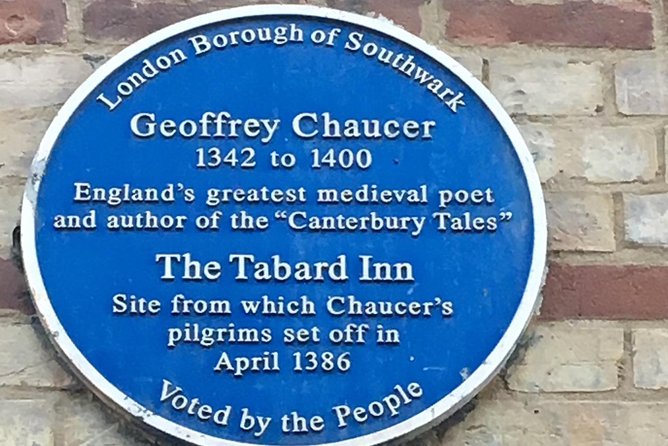 London Borough of Southwark
Geoffrey Chaucer
1342 to 1400
England's greatest medieval poet
and author of the "Canterbury Tales"
The Tabard Inn
Site from which Chaucer's
pilgrims set off in
April 1386
Voted by the People